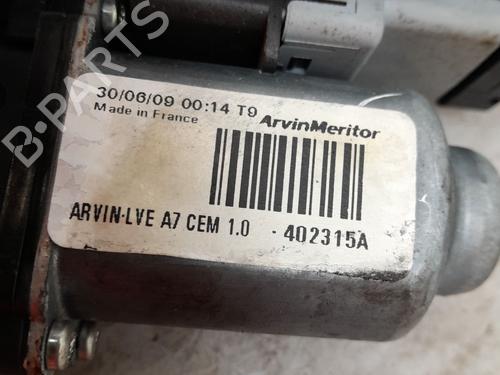 B-PARTS
30/06/09 00:14 T9
Made in France
ArvinMeritor
ARVIN-LVE A7 CEM 1.0 - 402315A